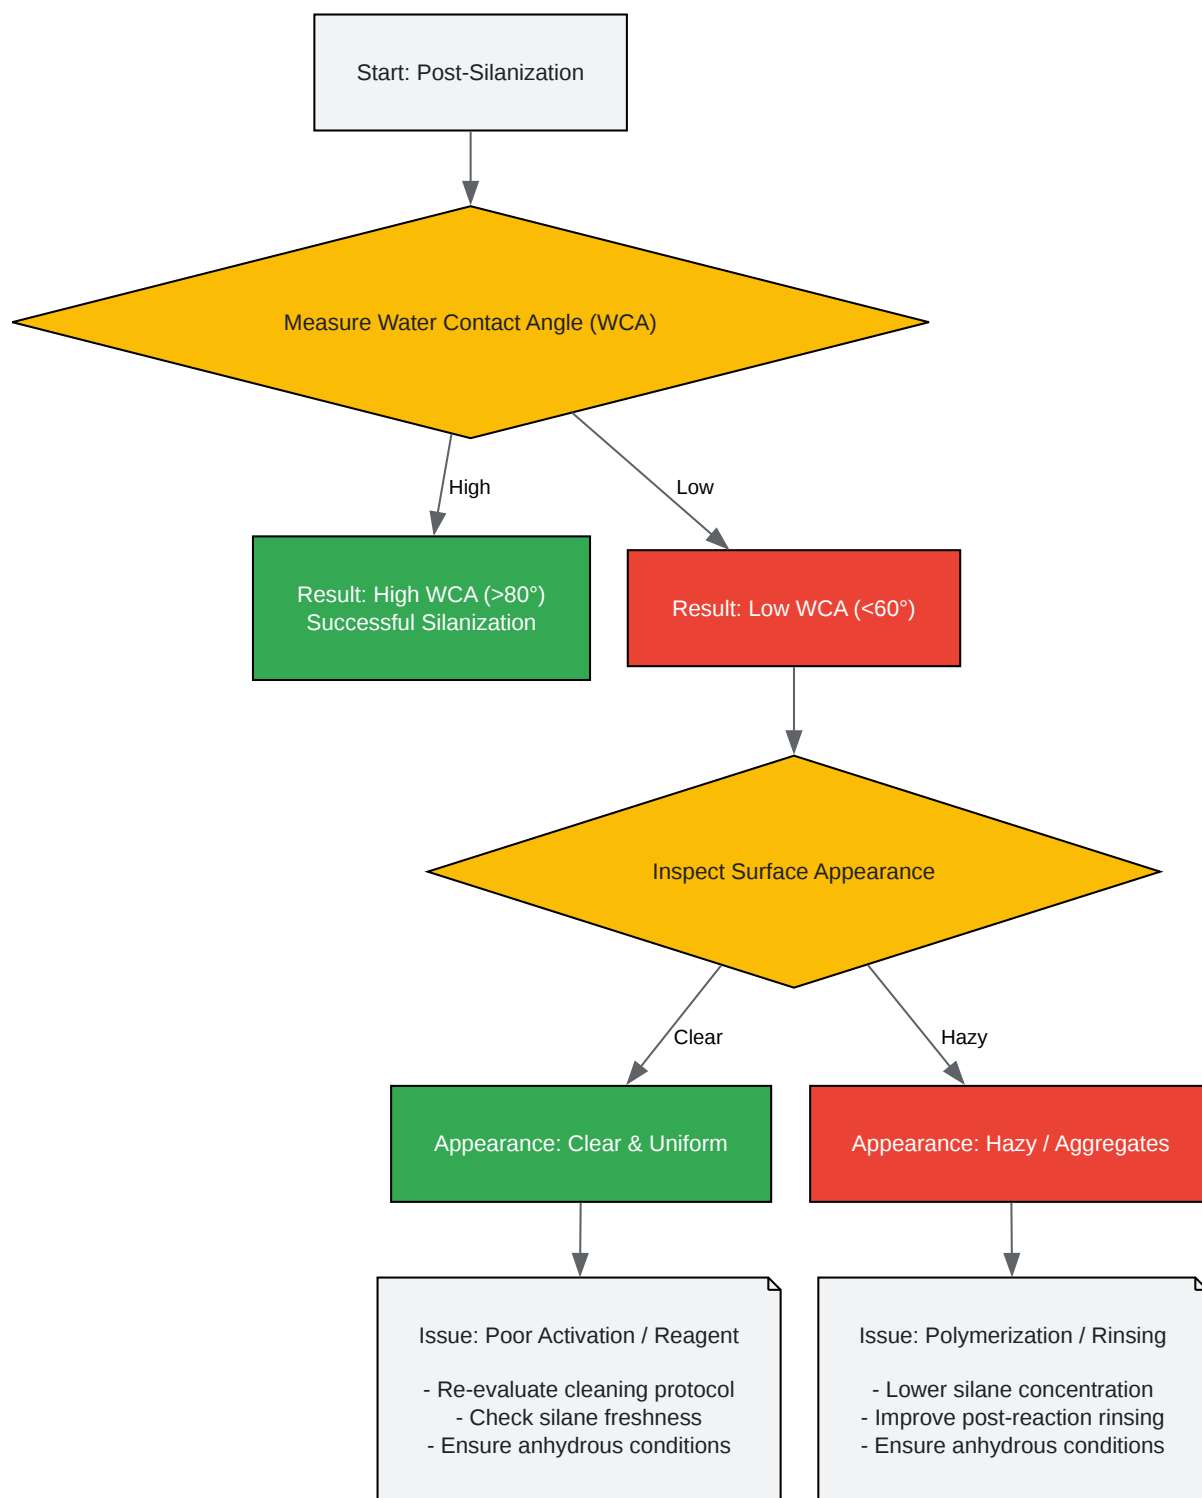 Start: Post-Silanization
Measure Water Contact Angle (WCA)
High
Low
Result: High WCA (>80°)
Successful Silanization
Result: Low WCA (<60°)
Inspect Surface Appearance
Clear
Hazy
Appearance: Clear & Uniform
Appearance: Hazy / Aggregates
Issue: Poor Activation / Reagent
- Re-evaluate cleaning protocol
- Check silane freshness
- Ensure anhydrous conditions
Issue: Polymerization / Rinsing
- Lower silane concentration
- Improve post-reaction rinsing
- Ensure anhydrous conditions